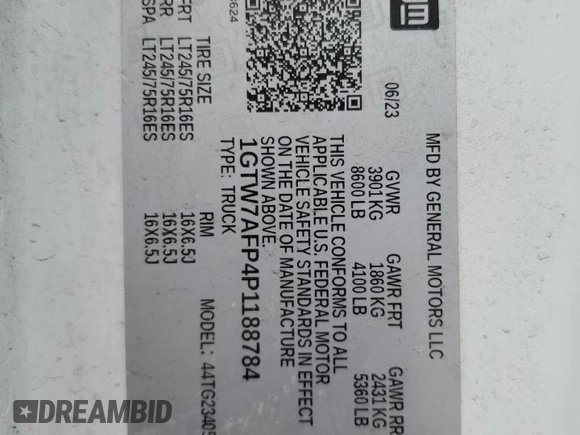 gm
MFD BY GENERAL MOTORS LLC
06/23 GVWR GAWR FRT GAWR RR
3901 KG 1860 KG 2431 KG
8600 LB 4100 LB 5360 LB
THIS VEHICLE CONFORMS TO ALL
APPLICABLE U.S. FEDERAL MOTOR
VEHICLE SAFETY STANDARDS IN EFFECT
ON THE DATE OF MANUFACTURE
SHOWN ABOVE.
1GTW7AFP4P1188784
TYPE: TRUCK MODEL: 44TG23405
TIRE SIZE RIM
FRT LT245/75R16ES 16X6.5J
RR LT245/75R16ES 16X6.5J
SPA LT245/75R16ES 16X6.5J
DREAMBID